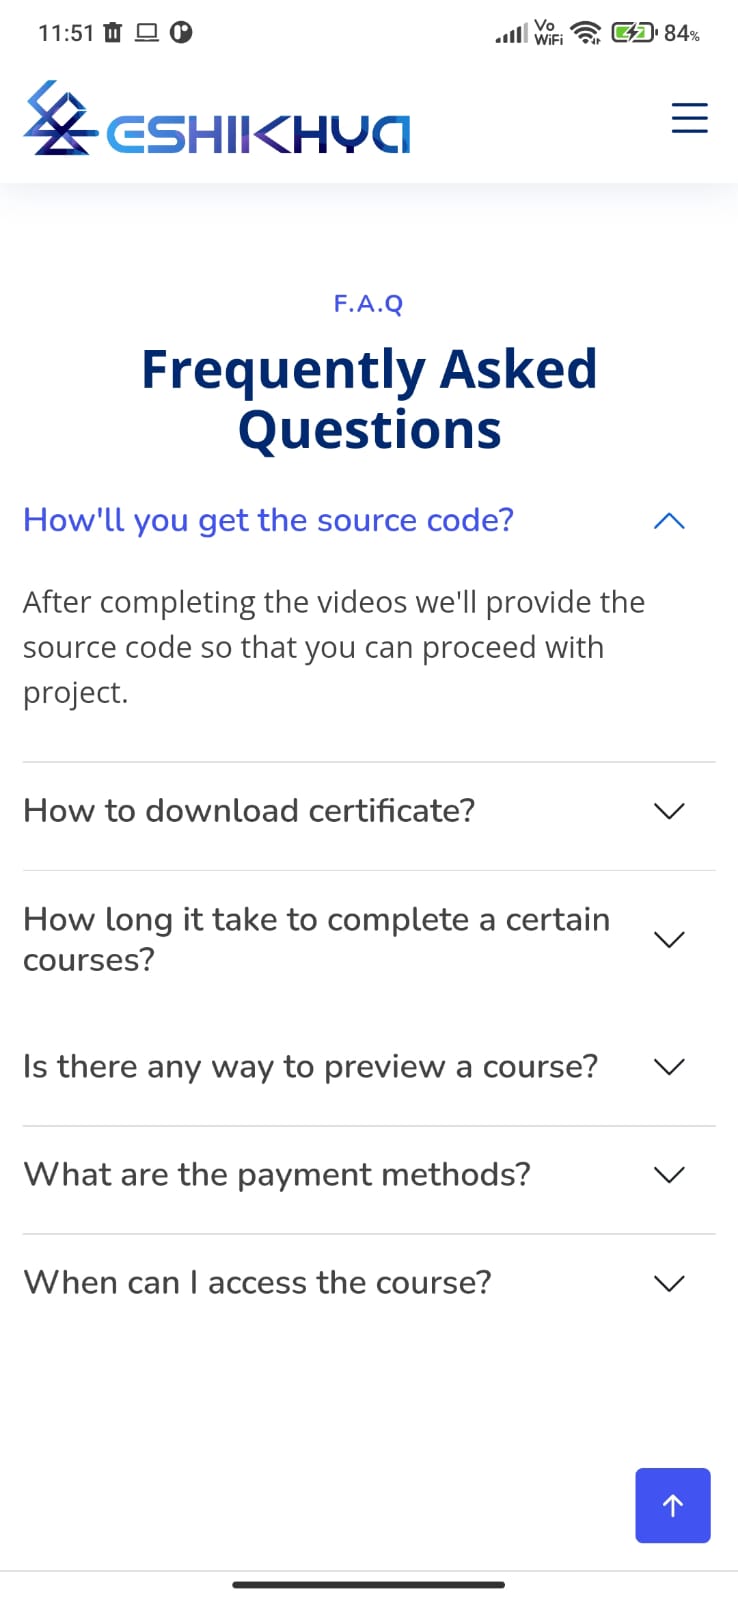 11:51
Vo
WiFi
84%
ESHIKHYA
F.A.Q
Frequently Asked
Questions
How'll you get the source code?
After completing the videos we'll provide the
source code so that you can proceed with
project.
How to download certificate?
How long it take to complete a certain
courses?
Is there any way to preview a course?
What are the payment methods?
When can I access the course?